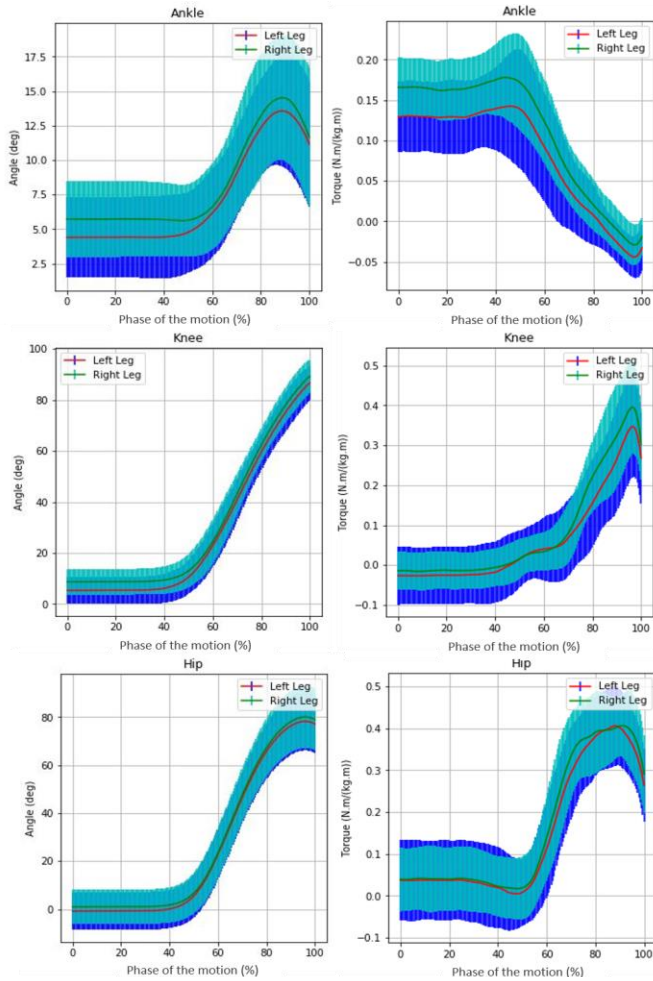 Ankle
Left Leg
Right Leg
17.5
15.0
12.5
10.0
7.5
5.0
2.5
Angle (deg)
0 20 40 60 80 100
Phase of the motion (%)
Ankle
Left Leg
Right Leg
0.20
0.15
0.10
0.05
0.00
−0.05
Torque (N.m/(kg.m))
0 20 40 60 80 100
Phase of the motion (%)
Knee
Left Leg
Right Leg
100
80
60
40
20
0
Angle (deg)
0 20 40 60 80 100
Phase of the motion (%)
Knee
Left Leg
Right Leg
0.5
0.4
0.3
0.2
0.1
0.0
−0.1
Torque (N.m/(kg.m))
0 20 40 60 80 100
Phase of the motion (%)
Hip
Left Leg
Right Leg
80
60
40
20
0
Angle (deg)
0 20 40 60 80 100
Phase of the motion (%)
Hip
Left Leg
Right Leg
0.5
0.4
0.3
0.2
0.1
0.0
−0.1
Torque (N.m/(kg.m))
0 20 40 60 80 100
Phase of the motion (%)